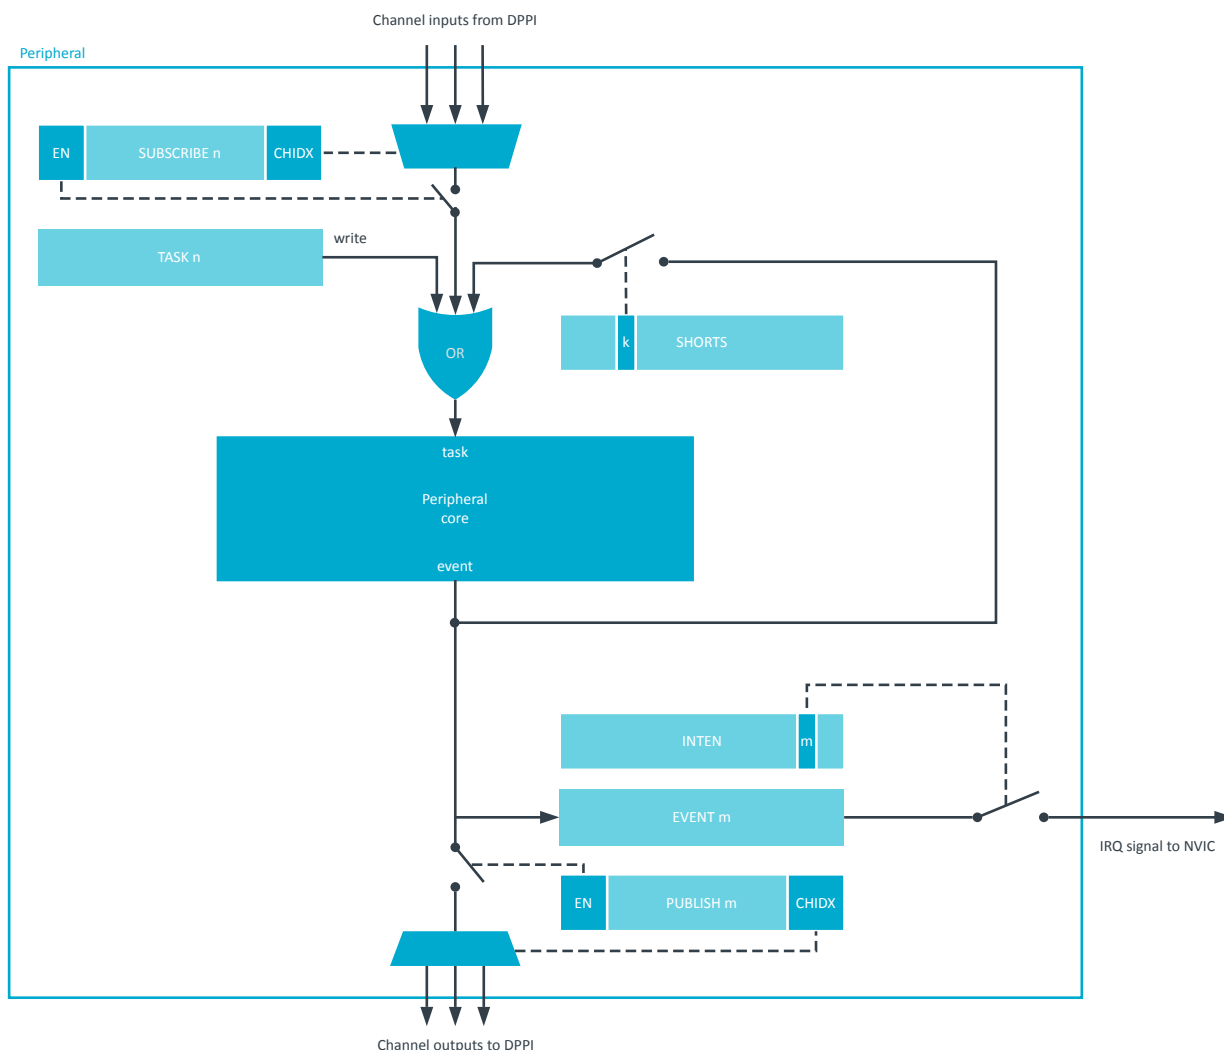 Channel inputs from DPPI
Peripheral
EN
SUBSCRIBE n
CHIDX
TASK n
write
OR
k
SHORTS
task
Peripheral
core
event
INTEN
m
EVENT m
IRQ signal to NVIC
EN
PUBLISH m
CHIDX
Channel outputs to DPPI